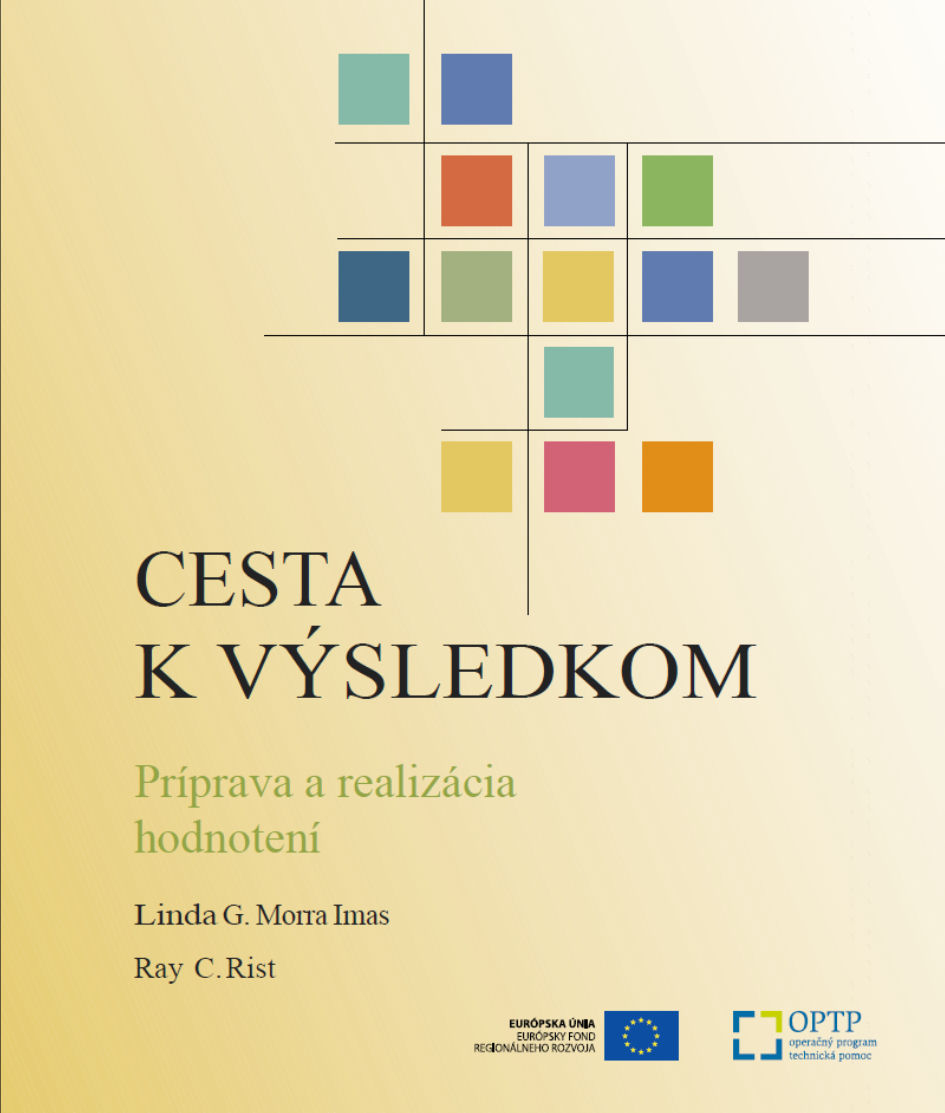 CESTA
K VÝSLEDKOM
Príprava a realizácia
hodnotení
Linda G. Morra Imas
Ray C. Rist
EURÓPSKA ÚNIA
EURÓPSKY FOND
REGIONÁLNEHO ROZVOJA
OPTP
operačný program
technická pomoc